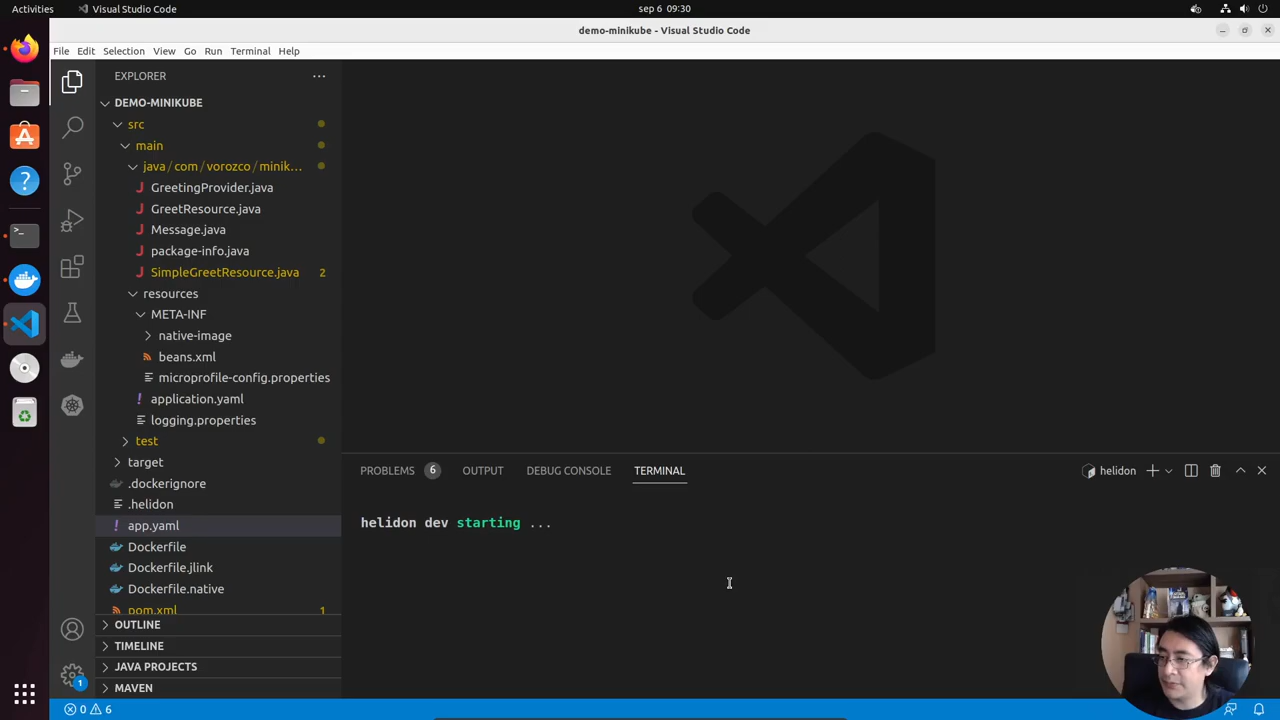 Activities
Visual Studio Code
sep 6 09:30
demo-minikube - Visual Studio Code
File Edit Selection View Go Run Terminal Help
EXPLORER
DEMO-MINIKUBE
src
main
java / com / vorozco / minik...
GreetingProvider.java
GreetResource.java
Message.java
package-info.java
SimpleGreetResource.java 2
resources
META-INF
native-image
beans.xml
microprofile-config.properties
application.yaml
logging.properties
test
target
.dockerignore
.helidon
app.yaml
Dockerfile
Dockerfile.jlink
Dockerfile.native
pom.xml 1
OUTLINE
TIMELINE
JAVA PROJECTS
MAVEN
PROBLEMS 6 OUTPUT DEBUG CONSOLE TERMINAL
helidon
helidon dev starting ...
1
0 6